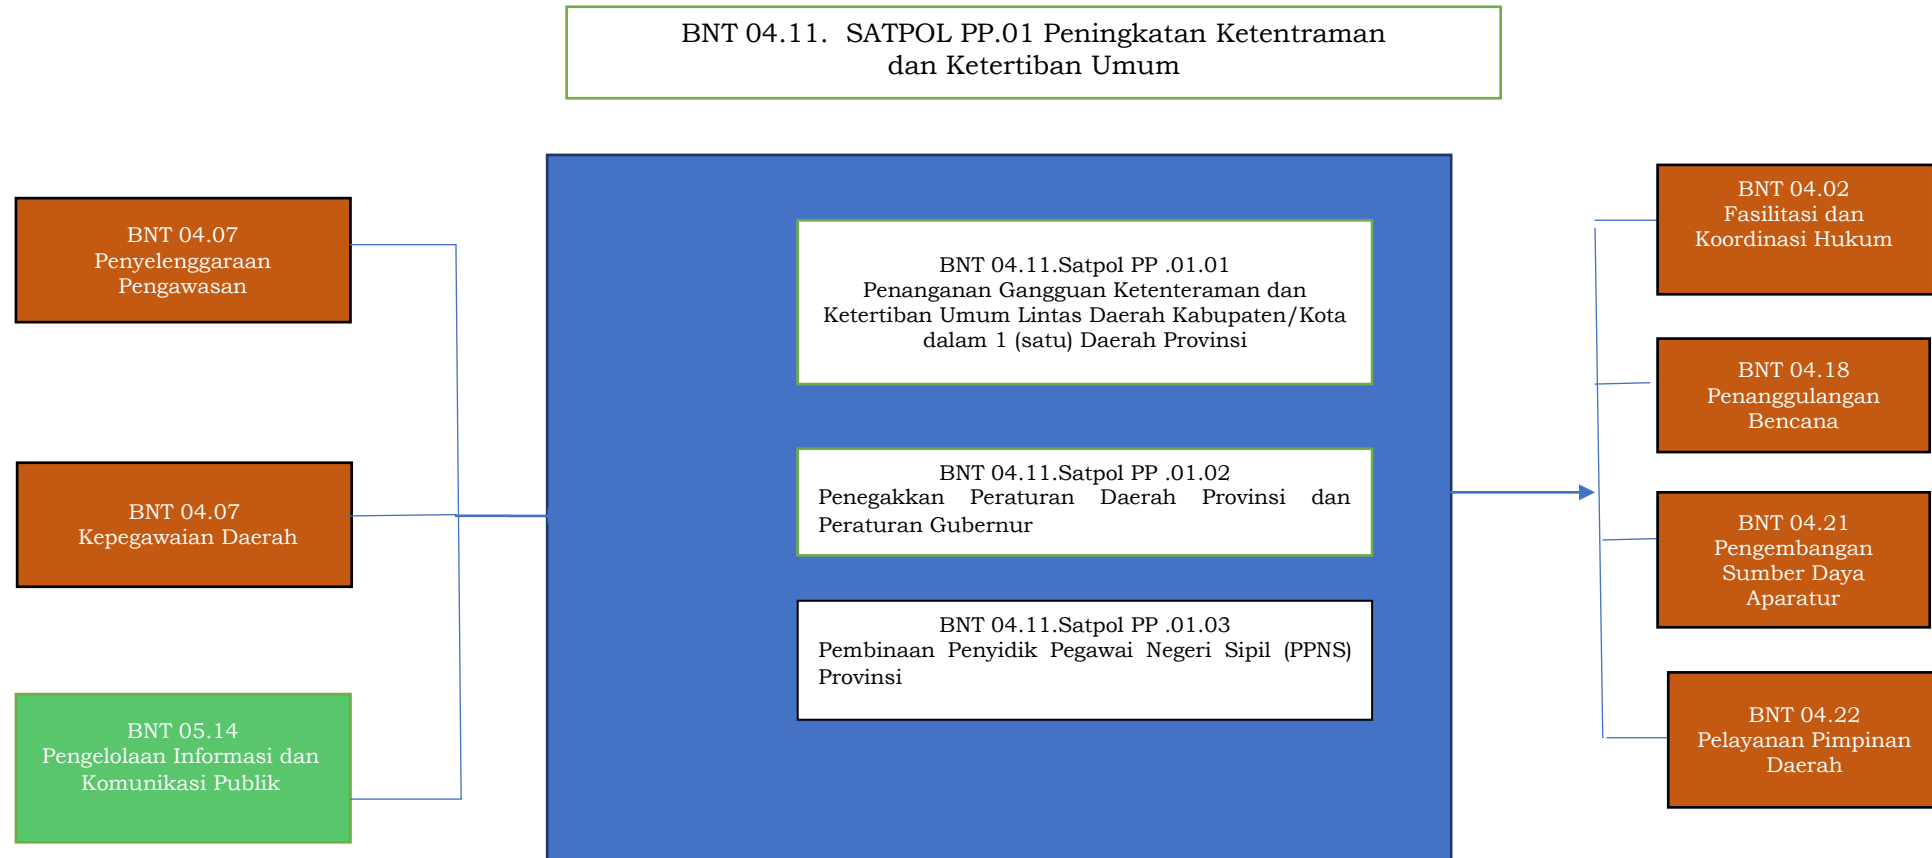 BNT 04.11. SATPOL PP.01 Peningkatan Ketentraman
dan Ketertiban Umum
BNT 04.07
Penyelenggaraan
Pengawasan
BNT 04.07
Kepegawaian Daerah
BNT 05.14
Pengelolaan Informasi dan
Komunikasi Publik
BNT 04.11.Satpol PP .01.01
Penanganan Gangguan Ketenteraman dan
Ketertiban Umum Lintas Daerah Kabupaten/Kota
dalam 1 (satu) Daerah Provinsi
BNT 04.11.Satpol PP .01.02
Penegakkan Peraturan Daerah Provinsi dan
Peraturan Gubernur
BNT 04.11.Satpol PP .01.03
Pembinaan Penyidik Pegawai Negeri Sipil (PPNS)
Provinsi
BNT 04.02
Fasilitasi dan
Koordinasi Hukum
BNT 04.18
Penanggulangan
Bencana
BNT 04.21
Pengembangan
Sumber Daya
Aparatur
BNT 04.22
Pelayanan Pimpinan
Daerah